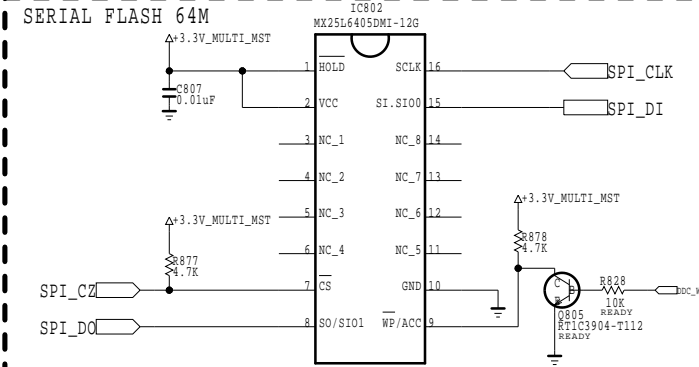 SERIAL FLASH 64M
IC802
MX25L6405DMI-12G
+3.3V_MULTI_MST
C807
0.01uF
1 HOLD
SCLK 16
SPI_CLK
2 VCC
SI.SIO0 15
SPI_DI
3 NC_1
NC_8 14
4 NC_2
NC_7 13
5 NC_3
NC_6 12
6 NC_4
NC_5 11
7 CS
GND 10
8 SO/SIO1
WP/ACC 9
+3.3V_MULTI_MST
R877
4.7K
SPI_CZ
SPI_DO
+3.3V_MULTI_MST
R878
4.7K
C
B
E
R828
10K
READY
Q805
RT1C3904-T112
READY